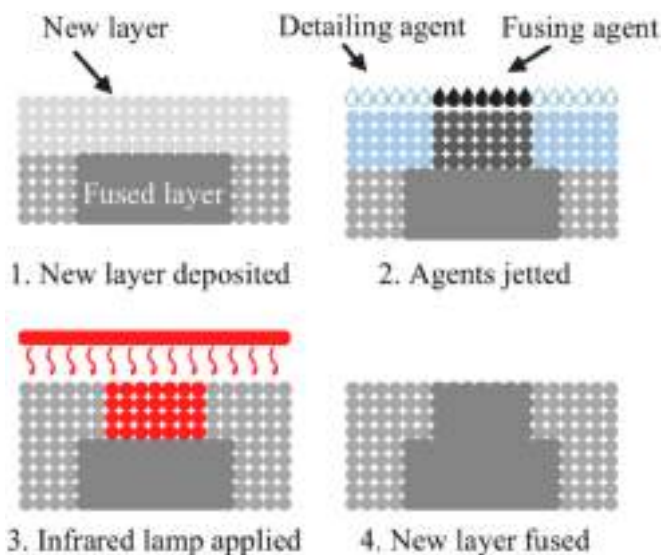 New layer
Detailing agent
Fusing agent
Fused layer
1. New layer deposited
2. Agents jetted
3. Infrared lamp applied
4. New layer fused